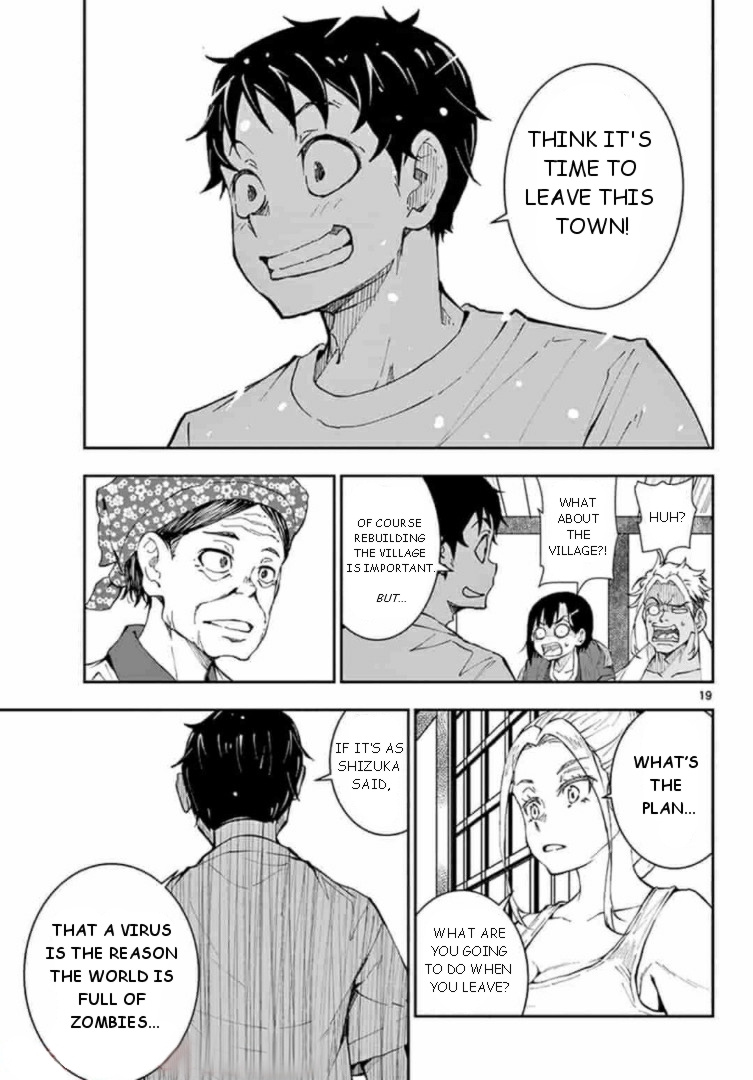 THINK IT'S
TIME TO
LEAVE THIS
TOWN!
HUH?
WHAT
ABOUT
THE
VILLAGE?!
OF COURSE
REBUILDING
THE VILLAGE
IS IMPORTANT.
BUT...
19
WHAT'S
THE
PLAN...
WHAT ARE
YOU GOING
TO DO WHEN
YOU LEAVE?
IF IT'S AS
SHIZUKA
SAID,
THAT A VIRUS
IS THE REASON
THE WORLD IS
FULL OF
ZOMBIES...